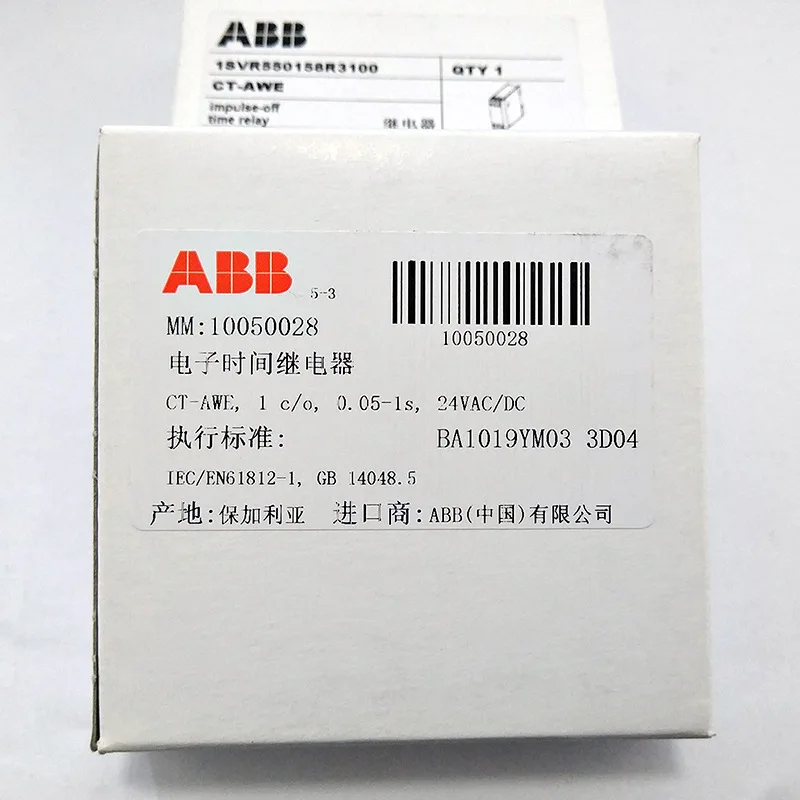 ABB
1SVR550158R3100
QTY 1
CT-AWE
impulse-off
time relay
继电器
ABB
5-3
MM:10050028
10050028
电子时间继电器
CT-AWE, 1 c/o, 0.05-1s, 24VAC/DC
执行标准: BA1019YM03 3D04
IEC/EN61812-1, GB 14048.5
产地:保加利亚 进口商:ABB(中国)有限公司